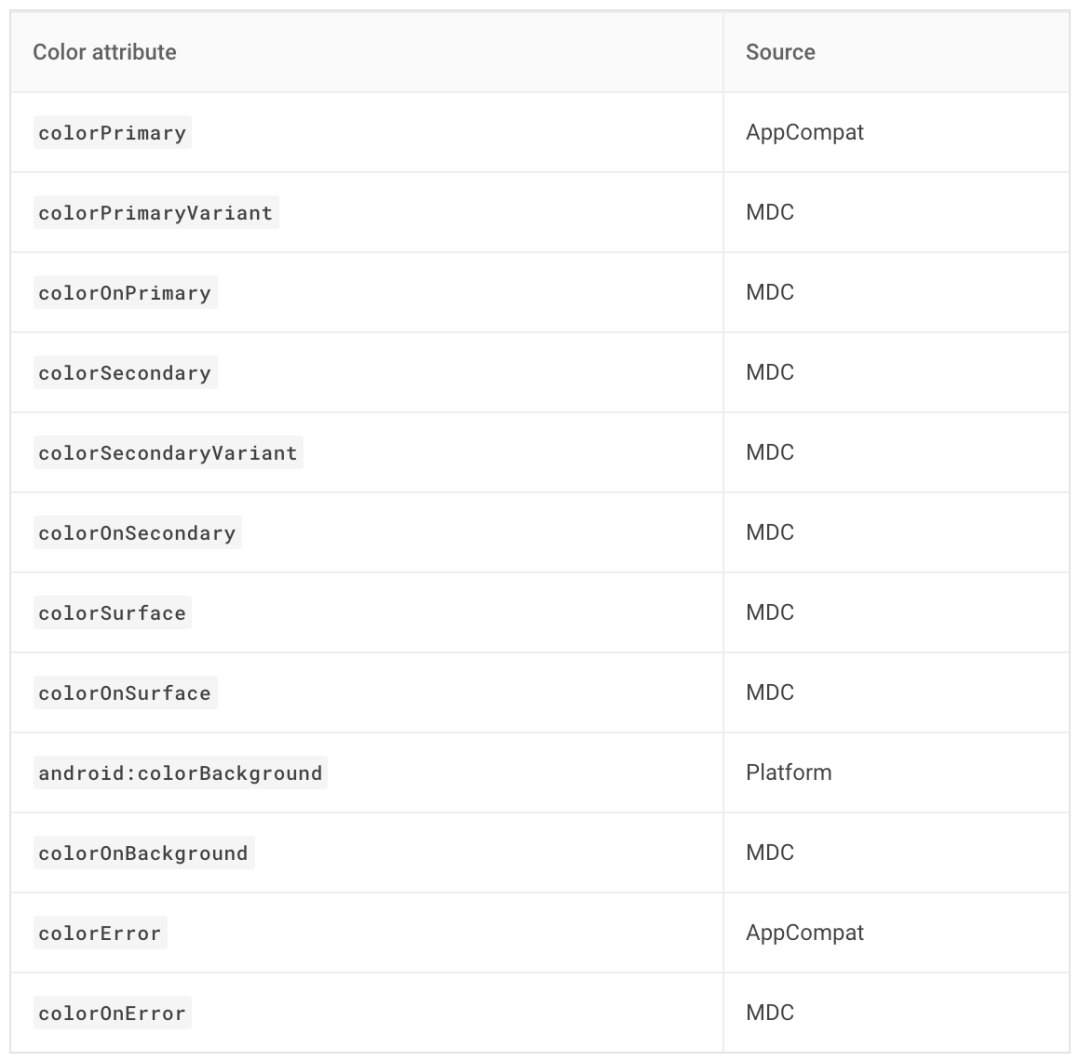 Color attribute Source
colorPrimary AppCompat
colorPrimaryVariant MDC
colorOnPrimary MDC
colorSecondary MDC
colorSecondaryVariant MDC
colorOnSecondary MDC
colorSurface MDC
colorOnSurface MDC
android:colorBackground Platform
colorOnBackground MDC
colorError AppCompat
colorOnError MDC